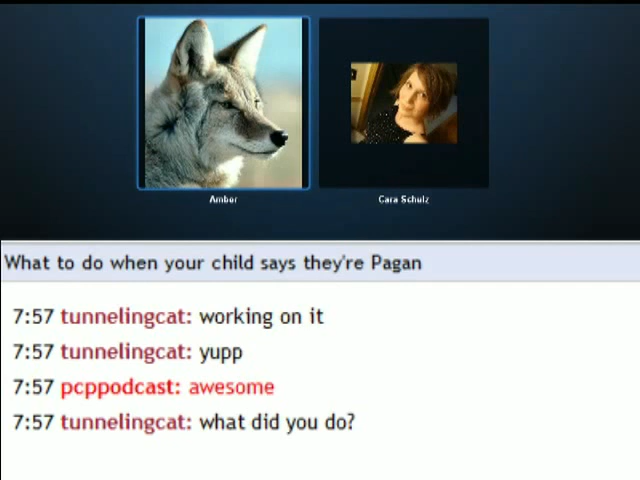 Amber Cara Schulz
What to do when your child says they're Pagan
7:57 tunnelingcat: working on it
7:57 tunnelingcat: yupp
7:57 pcppodcast: awesome
7:57 tunnelingcat: what did you do?